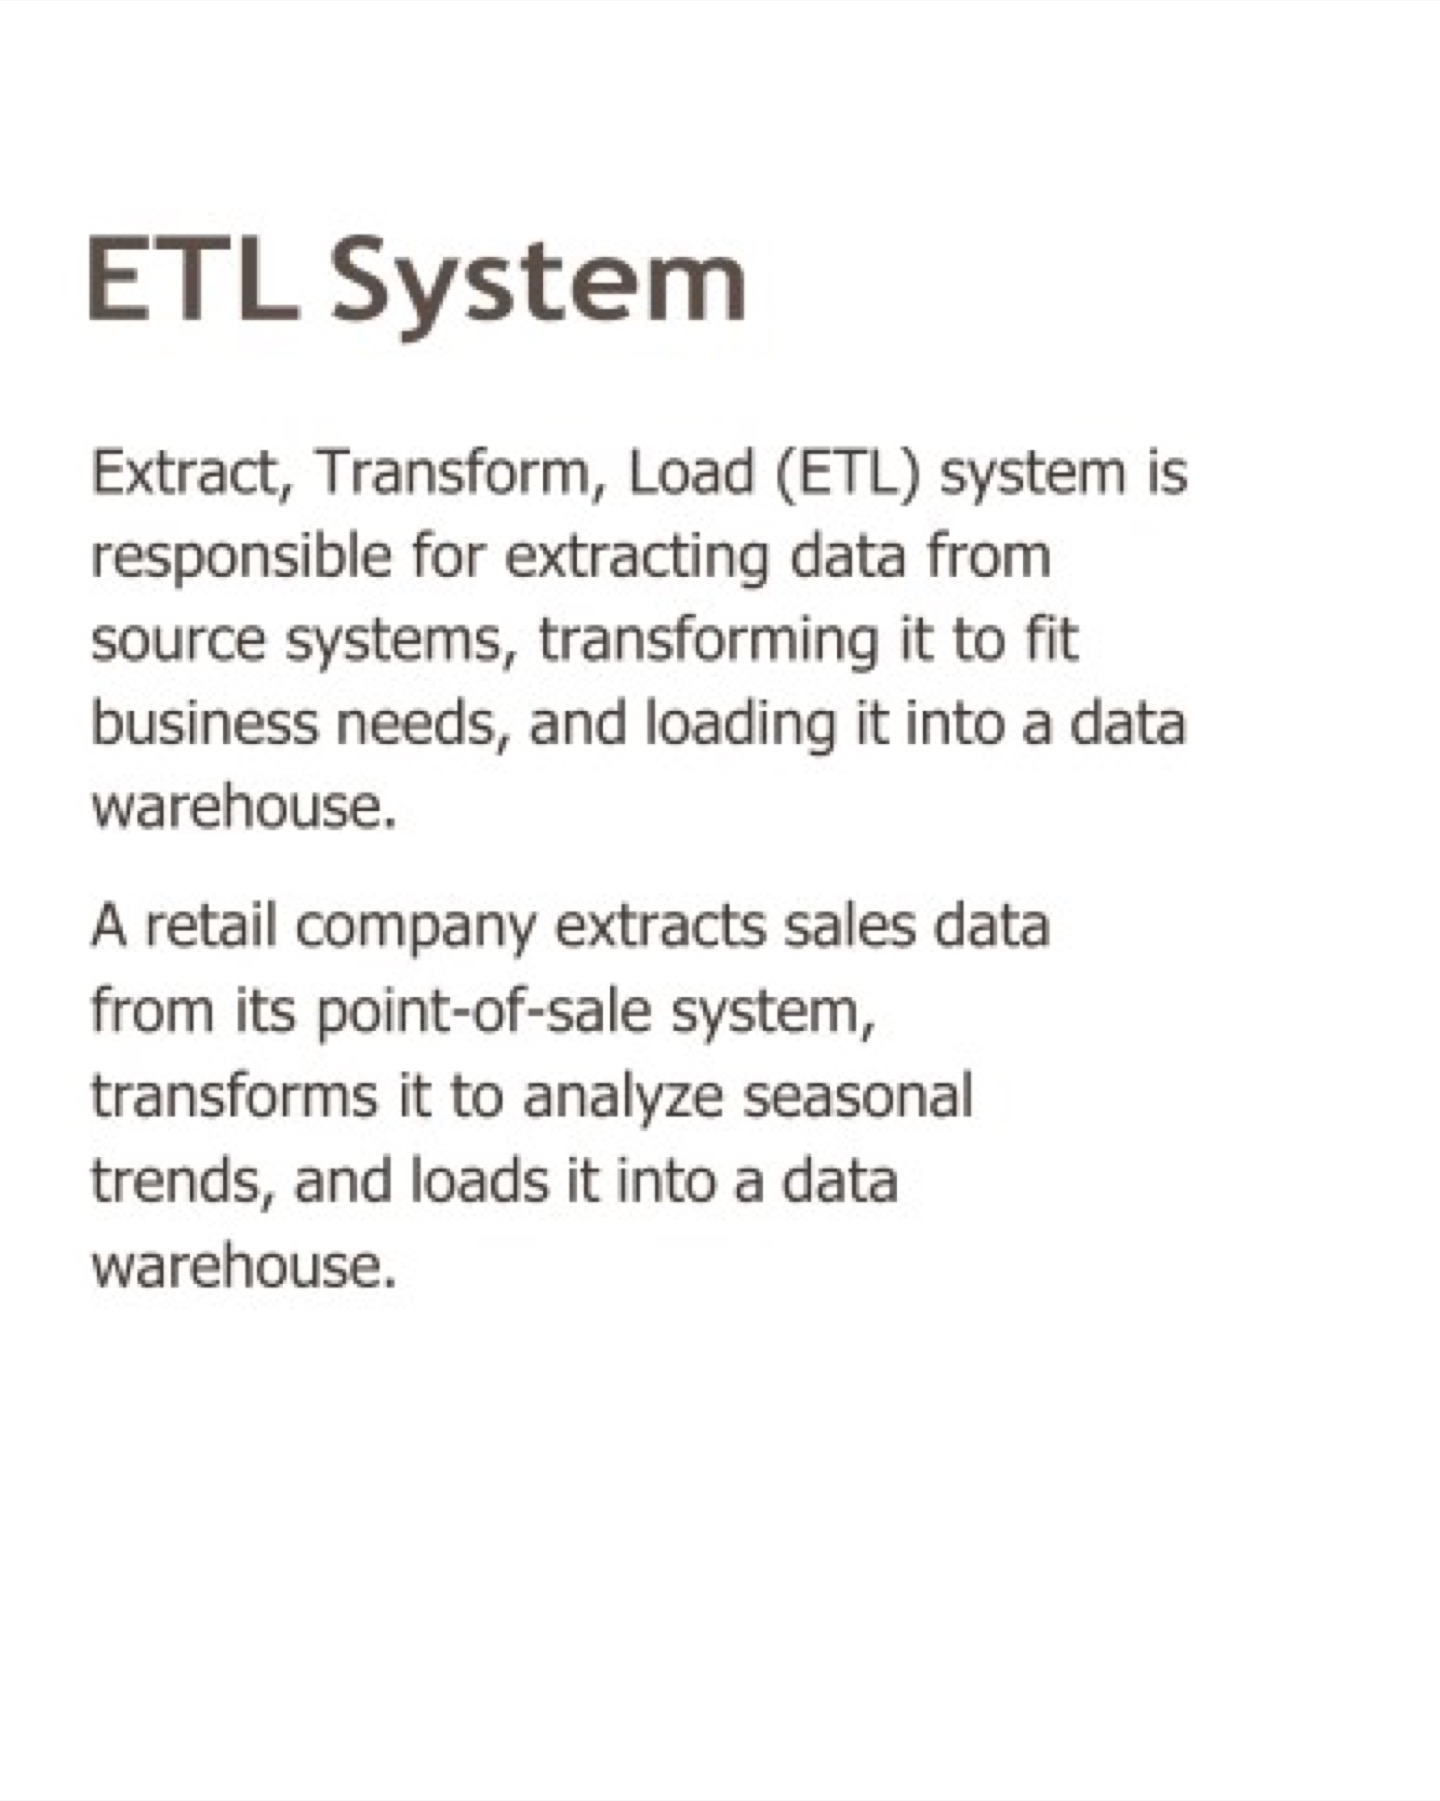 ETL System
Extract, Transform, Load (ETL) system is
responsible for extracting data from
source systems, transforming it to fit
business needs, and loading it into a data
warehouse.
A retail company extracts sales data
from its point-of-sale system,
transforms it to analyze seasonal
trends, and loads it into a data
warehouse.